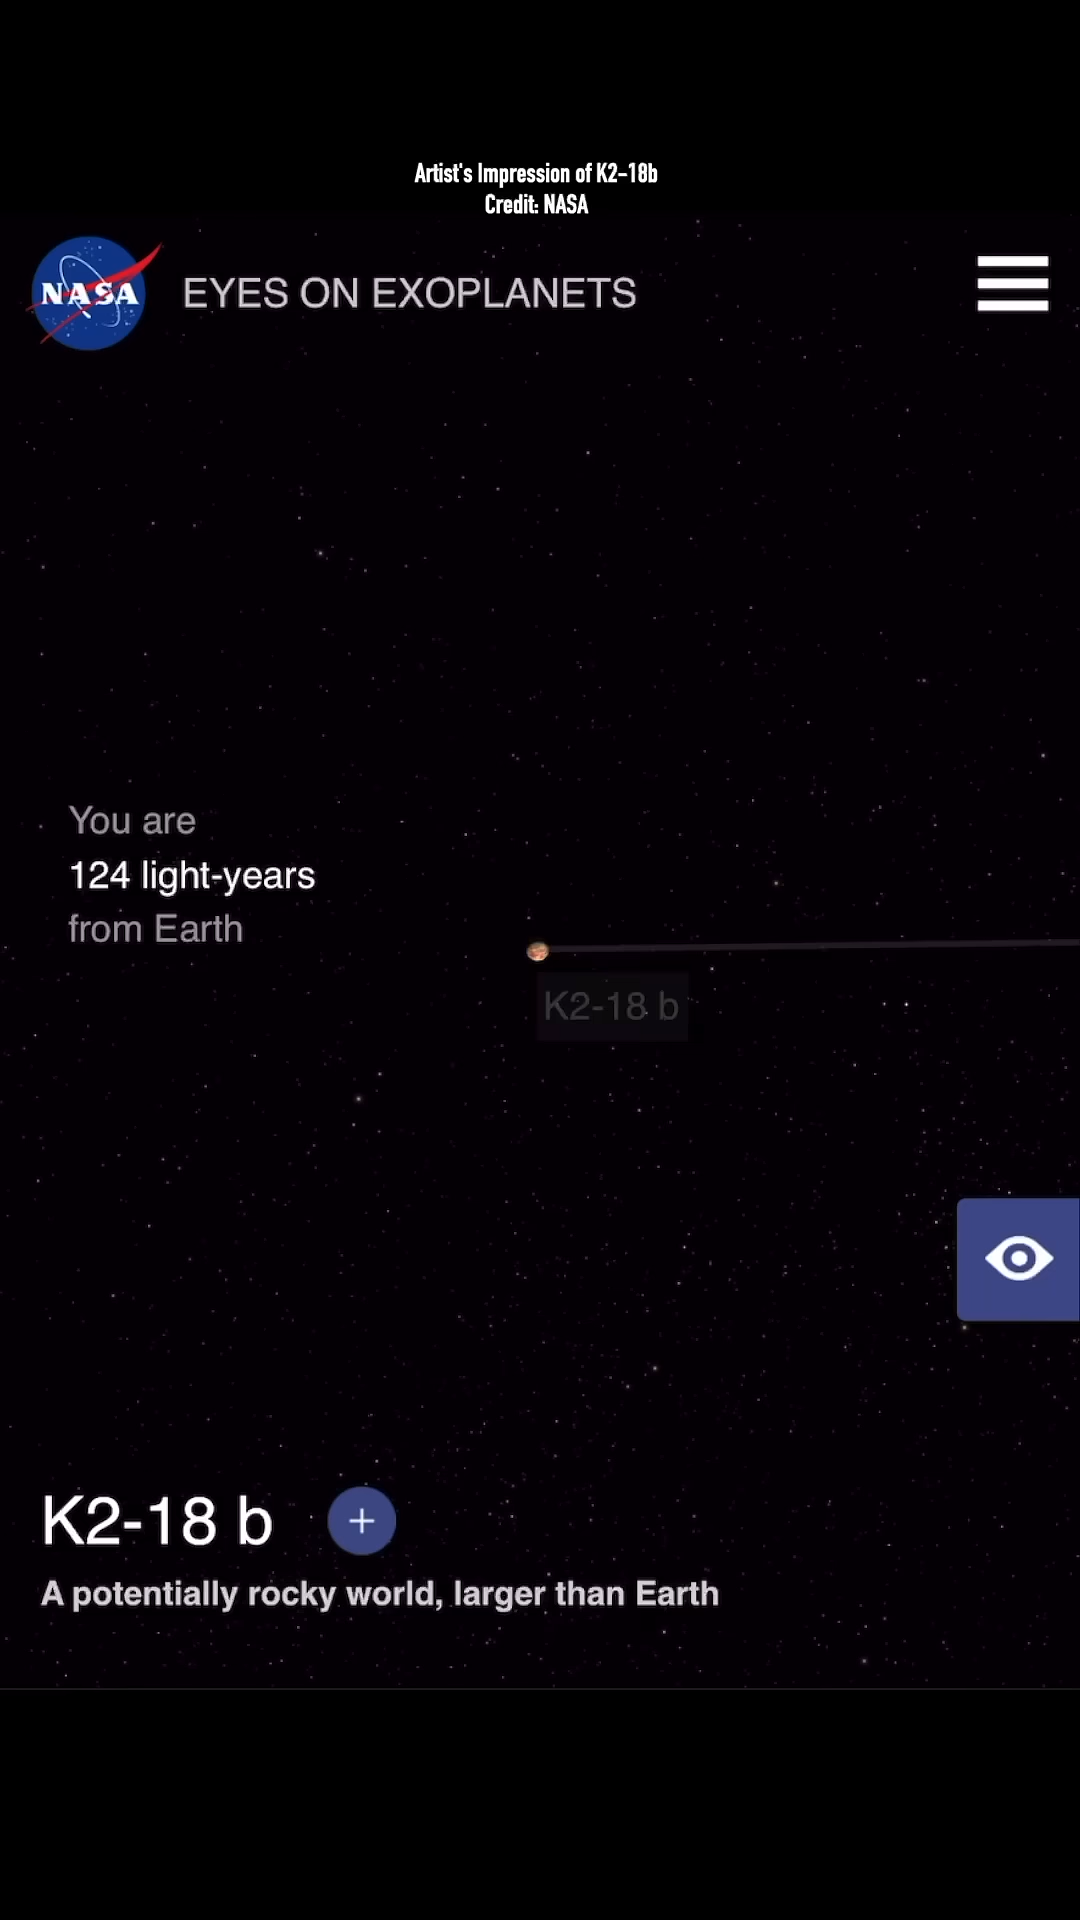 Artist's Impression of K2-18b
Credit: NASA
NASA
EYES ON EXOPLANETS
You are
124 light-years
from Earth
K2-18 b
K2-18 b
A potentially rocky world, larger than Earth